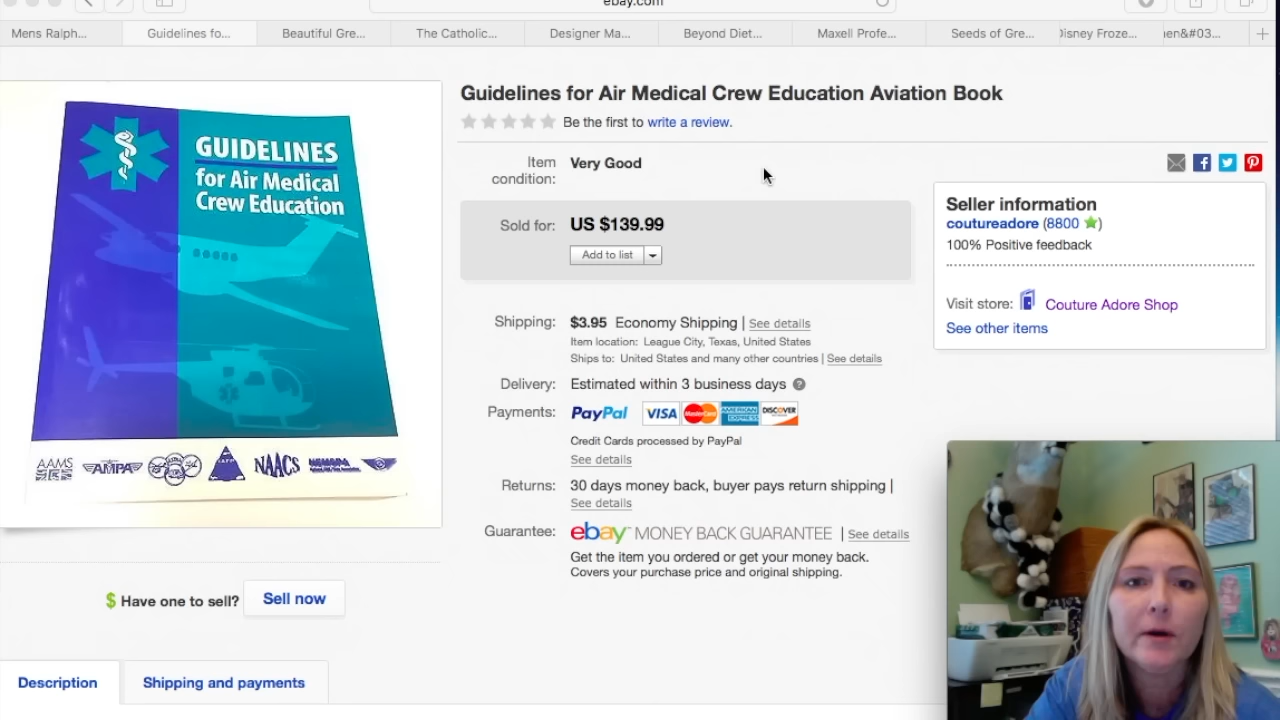 ebay.com
Mens Ralph...
Guidelines fo...
Beautiful Gre...
The Catholic...
Designer Ma...
Beyond Diet...
Maxell Profe...
Seeds of Gre...
Disney Froze...
en&#03...
GUIDELINES
for Air Medical
Crew Education
AAMS
AMPA
NAACS
Guidelines for Air Medical Crew Education Aviation Book
Be the first to write a review.
Item condition: Very Good
Sold for: US $139.99
Add to list
Shipping: $3.95 Economy Shipping | See details
Item location: League City, Texas, United States
Ships to: United States and many other countries | See details
Delivery: Estimated within 3 business days ?
Payments: PayPal VISA MasterCard AMERICAN EXPRESS DISCOVER
Credit Cards processed by PayPal
See details
Returns: 30 days money back, buyer pays return shipping |
See details
Guarantee: ebay MONEY BACK GUARANTEE | See details
Get the item you ordered or get your money back.
Covers your purchase price and original shipping.
Seller information
coutureadore (8800)
100% Positive feedback
Visit store: Couture Adore Shop
See other items
$ Have one to sell? Sell now
Description
Shipping and payments